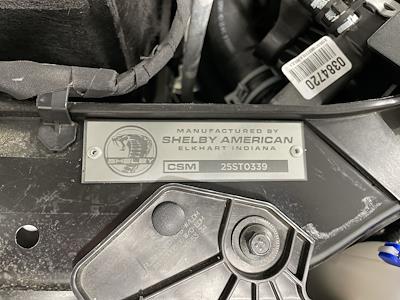 0384720
MANUFACTURED BY
SHELBY AMERICAN
ELKHART INDIANA
SHELBY
CSM 25ST0339